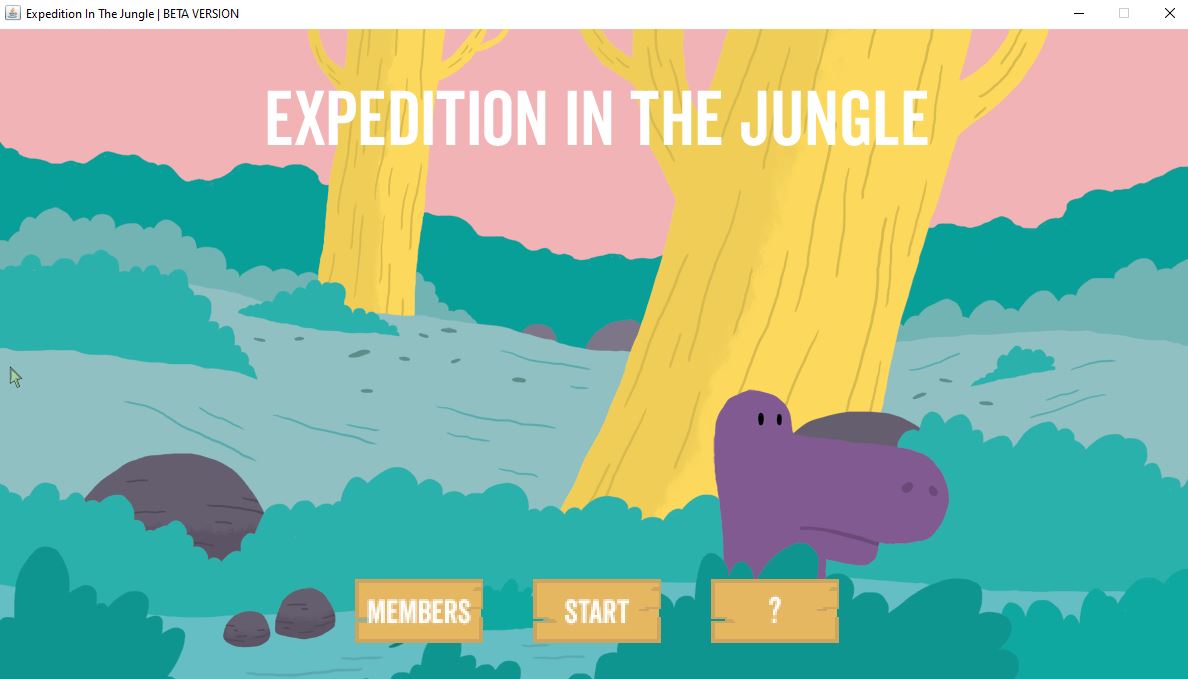 Expedition In The Jungle | BETA VERSION
EXPEDITION IN THE JUNGLE
MEMBERS
START
?